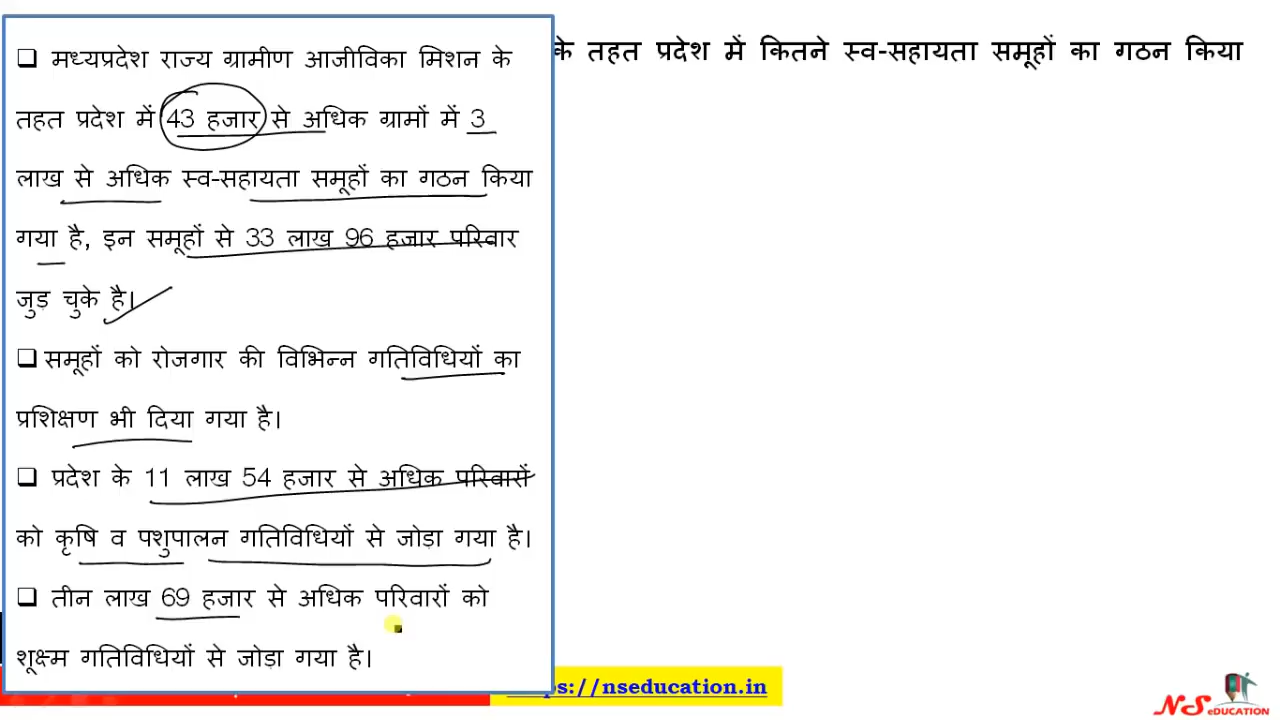 ❑ मध्यप्रदेश राज्य ग्रामीण आजीविका मिशन के
तहत प्रदेश में 43 हजार से अधिक ग्रामों में 3
लाख से अधिक स्व-सहायता समूहों का गठन किया
गया है, इन समूहों से 33 लाख 96 हजार परिवार
जुड़ चुके है।
❑ समूहों को रोजगार की विभिन्न गतिविधियों का
प्रशिक्षण भी दिया गया है।
❑ प्रदेश के 11 लाख 54 हजार से अधिक परिवारों
को कृषि व पशुपालन गतिविधियों से जोड़ा गया है।
❑ तीन लाख 69 हजार से अधिक परिवारों को
शूक्ष्म गतिविधियों से जोड़ा गया है।
के तहत प्रदेश में कितने स्व-सहायता समूहों का गठन किया
ps://nseducation.in
NS EDUCATION